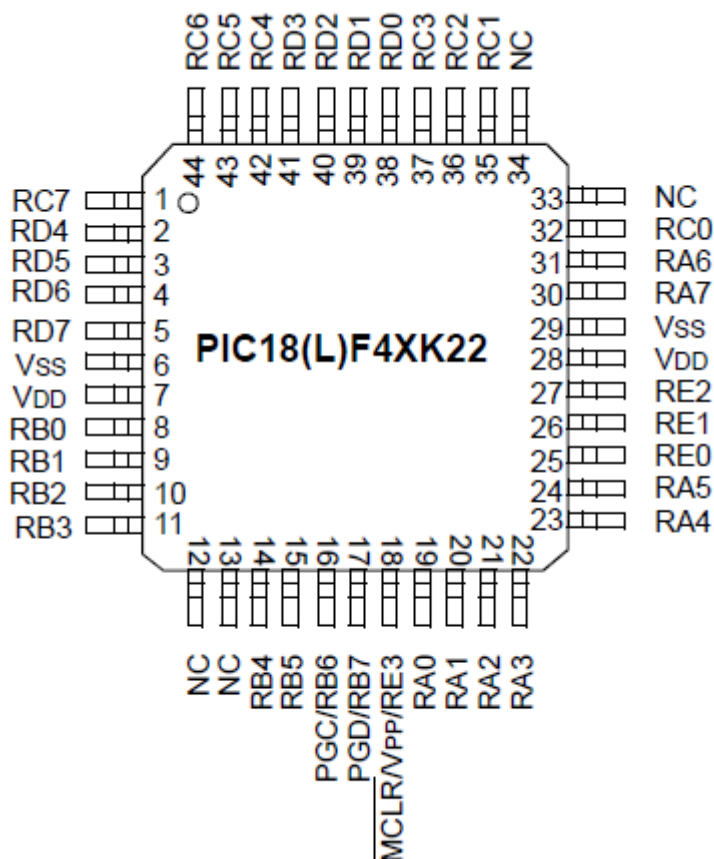 RC6
RC5
RC4
RD3
RD2
RD1
RD0
RC3
RC2
RC1
NC
44
43
42
41
40
39
38
37
36
35
34
RC7 1
RD4 2
RD5 3
RD6 4
RD7 5
VSS 6
VDD 7
RB0 8
RB1 9
RB2 10
RB3 11
PIC18(L)F4XK22
33 NC
32 RC0
31 RA6
30 RA7
29 VSS
28 VDD
27 RE2
26 RE1
25 RE0
24 RA5
23 RA4
12
13
14
15
16
17
18
19
20
21
22
NC
NC
RB4
RB5
PGC/RB6
PGD/RB7
MCLR/VPP/RE3
RA0
RA1
RA2
RA3